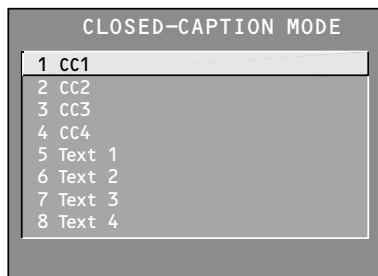 CLOSED-CAPTION MODE
1 CC1
2 CC2
3 CC3
4 CC4
5 Text 1
6 Text 2
7 Text 3
8 Text 4